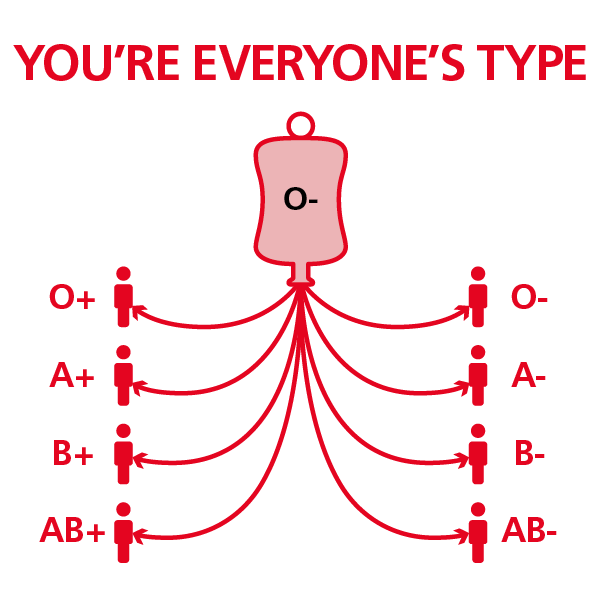 YOU'RE EVERYONE'S TYPE
O-
O+ O-
A+ A-
B+ B-
AB+ AB-